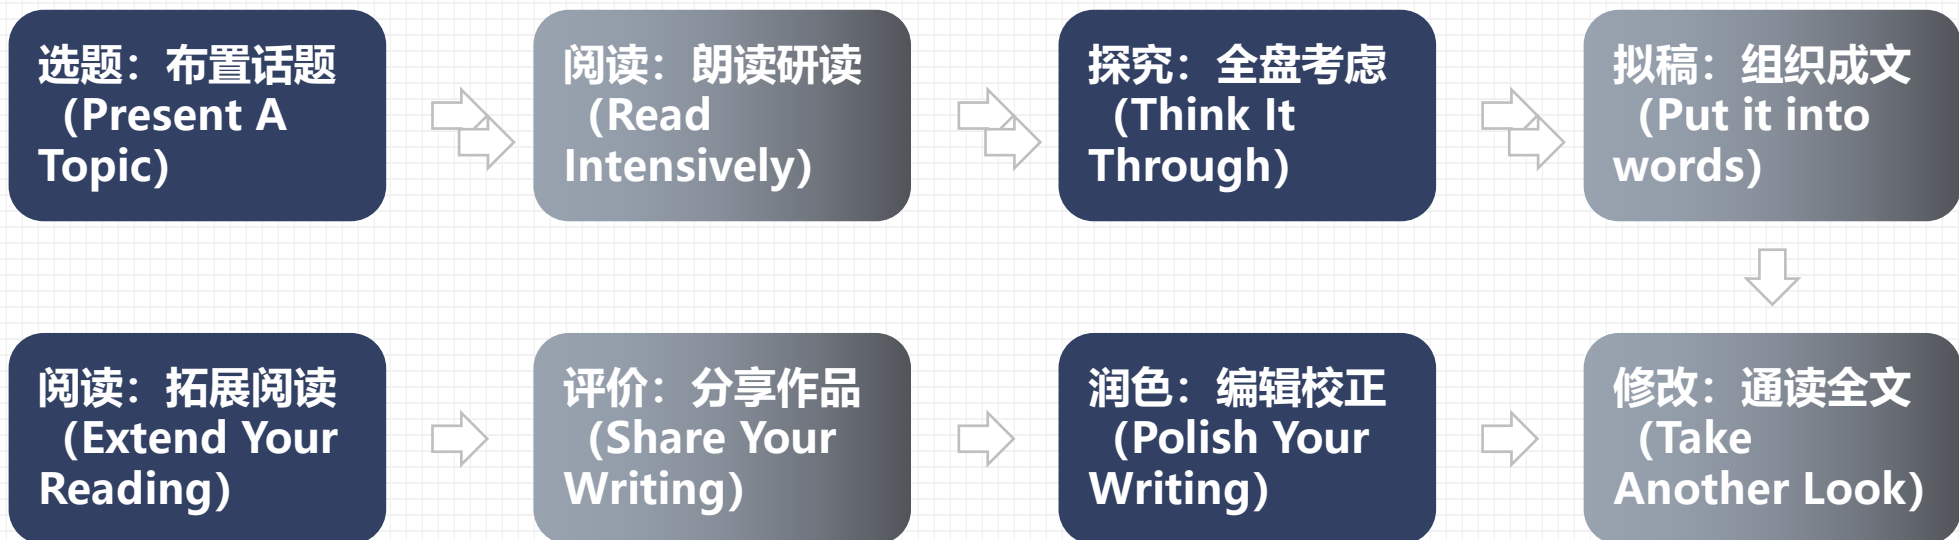 选题：布置话题
（Present A
Topic）
阅读：朗读研读
（Read
Intensively）
探究：全盘考虑
（Think It
Through）
拟稿：组织成文
（Put it into
words）
阅读：拓展阅读
（Extend Your
Reading）
评价：分享作品
（Share Your
Writing）
润色：编辑校正
（Polish Your
Writing）
修改：通读全文
（Take
Another Look）